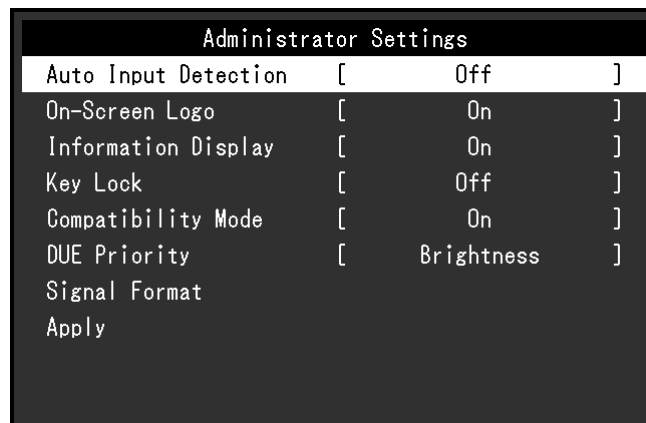 Administrator Settings
Auto Input Detection [ Off ]
On-Screen Logo [ On ]
Information Display [ On ]
Key Lock [ Off ]
Compatibility Mode [ On ]
DUE Priority [ Brightness ]
Signal Format
Apply